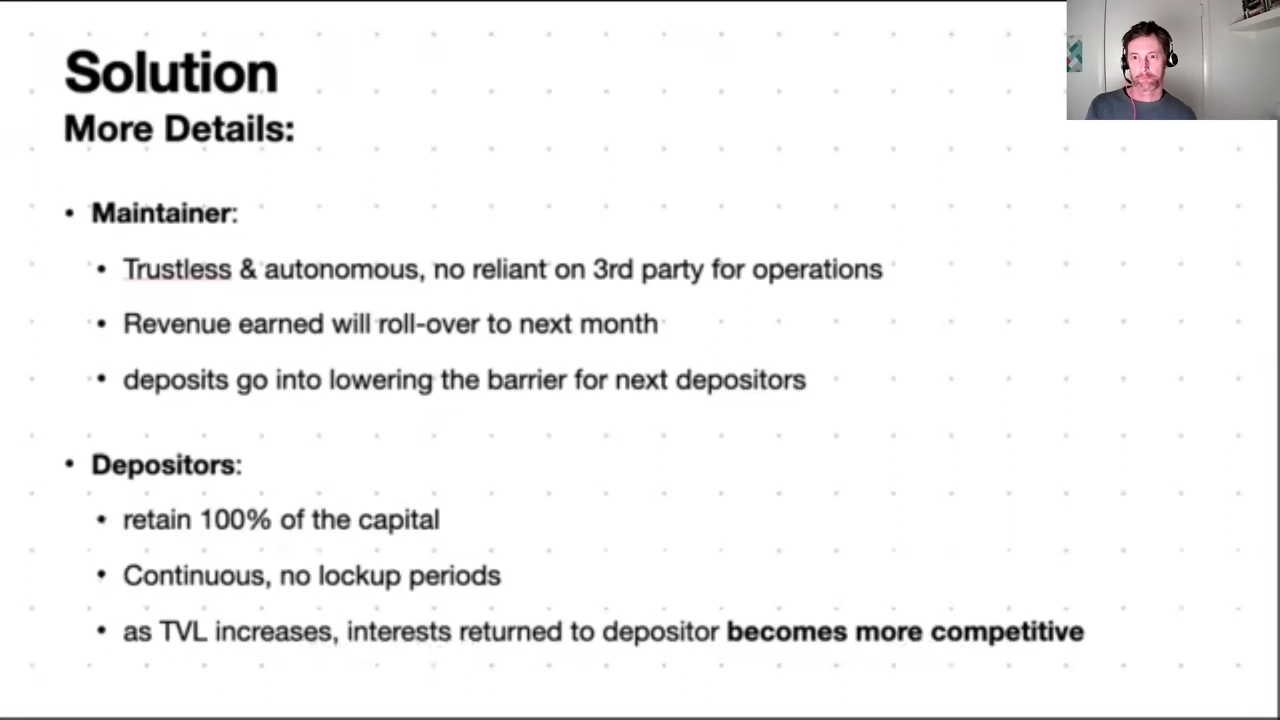 Solution
More Details:
• Maintainer:
• Trustless & autonomous, no reliant on 3rd party for operations
• Revenue earned will roll-over to next month
• deposits go into lowering the barrier for next depositors
• Depositors:
• retain 100% of the capital
• Continuous, no lockup periods
• as TVL increases, interests returned to depositor becomes more competitive